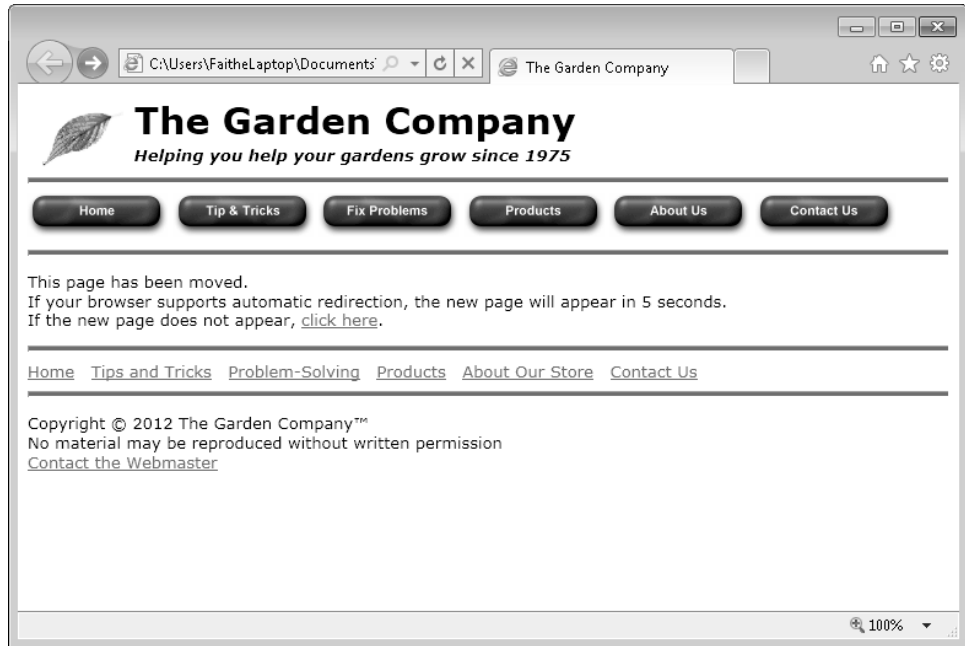 C:\Users\FaitheLaptop\Documents
The Garden Company
The Garden Company
Helping you help your gardens grow since 1975
Home Tip & Tricks Fix Problems Products About Us Contact Us
This page has been moved.
If your browser supports automatic redirection, the new page will appear in 5 seconds.
If the new page does not appear, click here.
Home Tips and Tricks Problem-Solving Products About Our Store Contact Us
Copyright © 2012 The Garden Company™
No material may be reproduced without written permission
Contact the Webmaster
100%